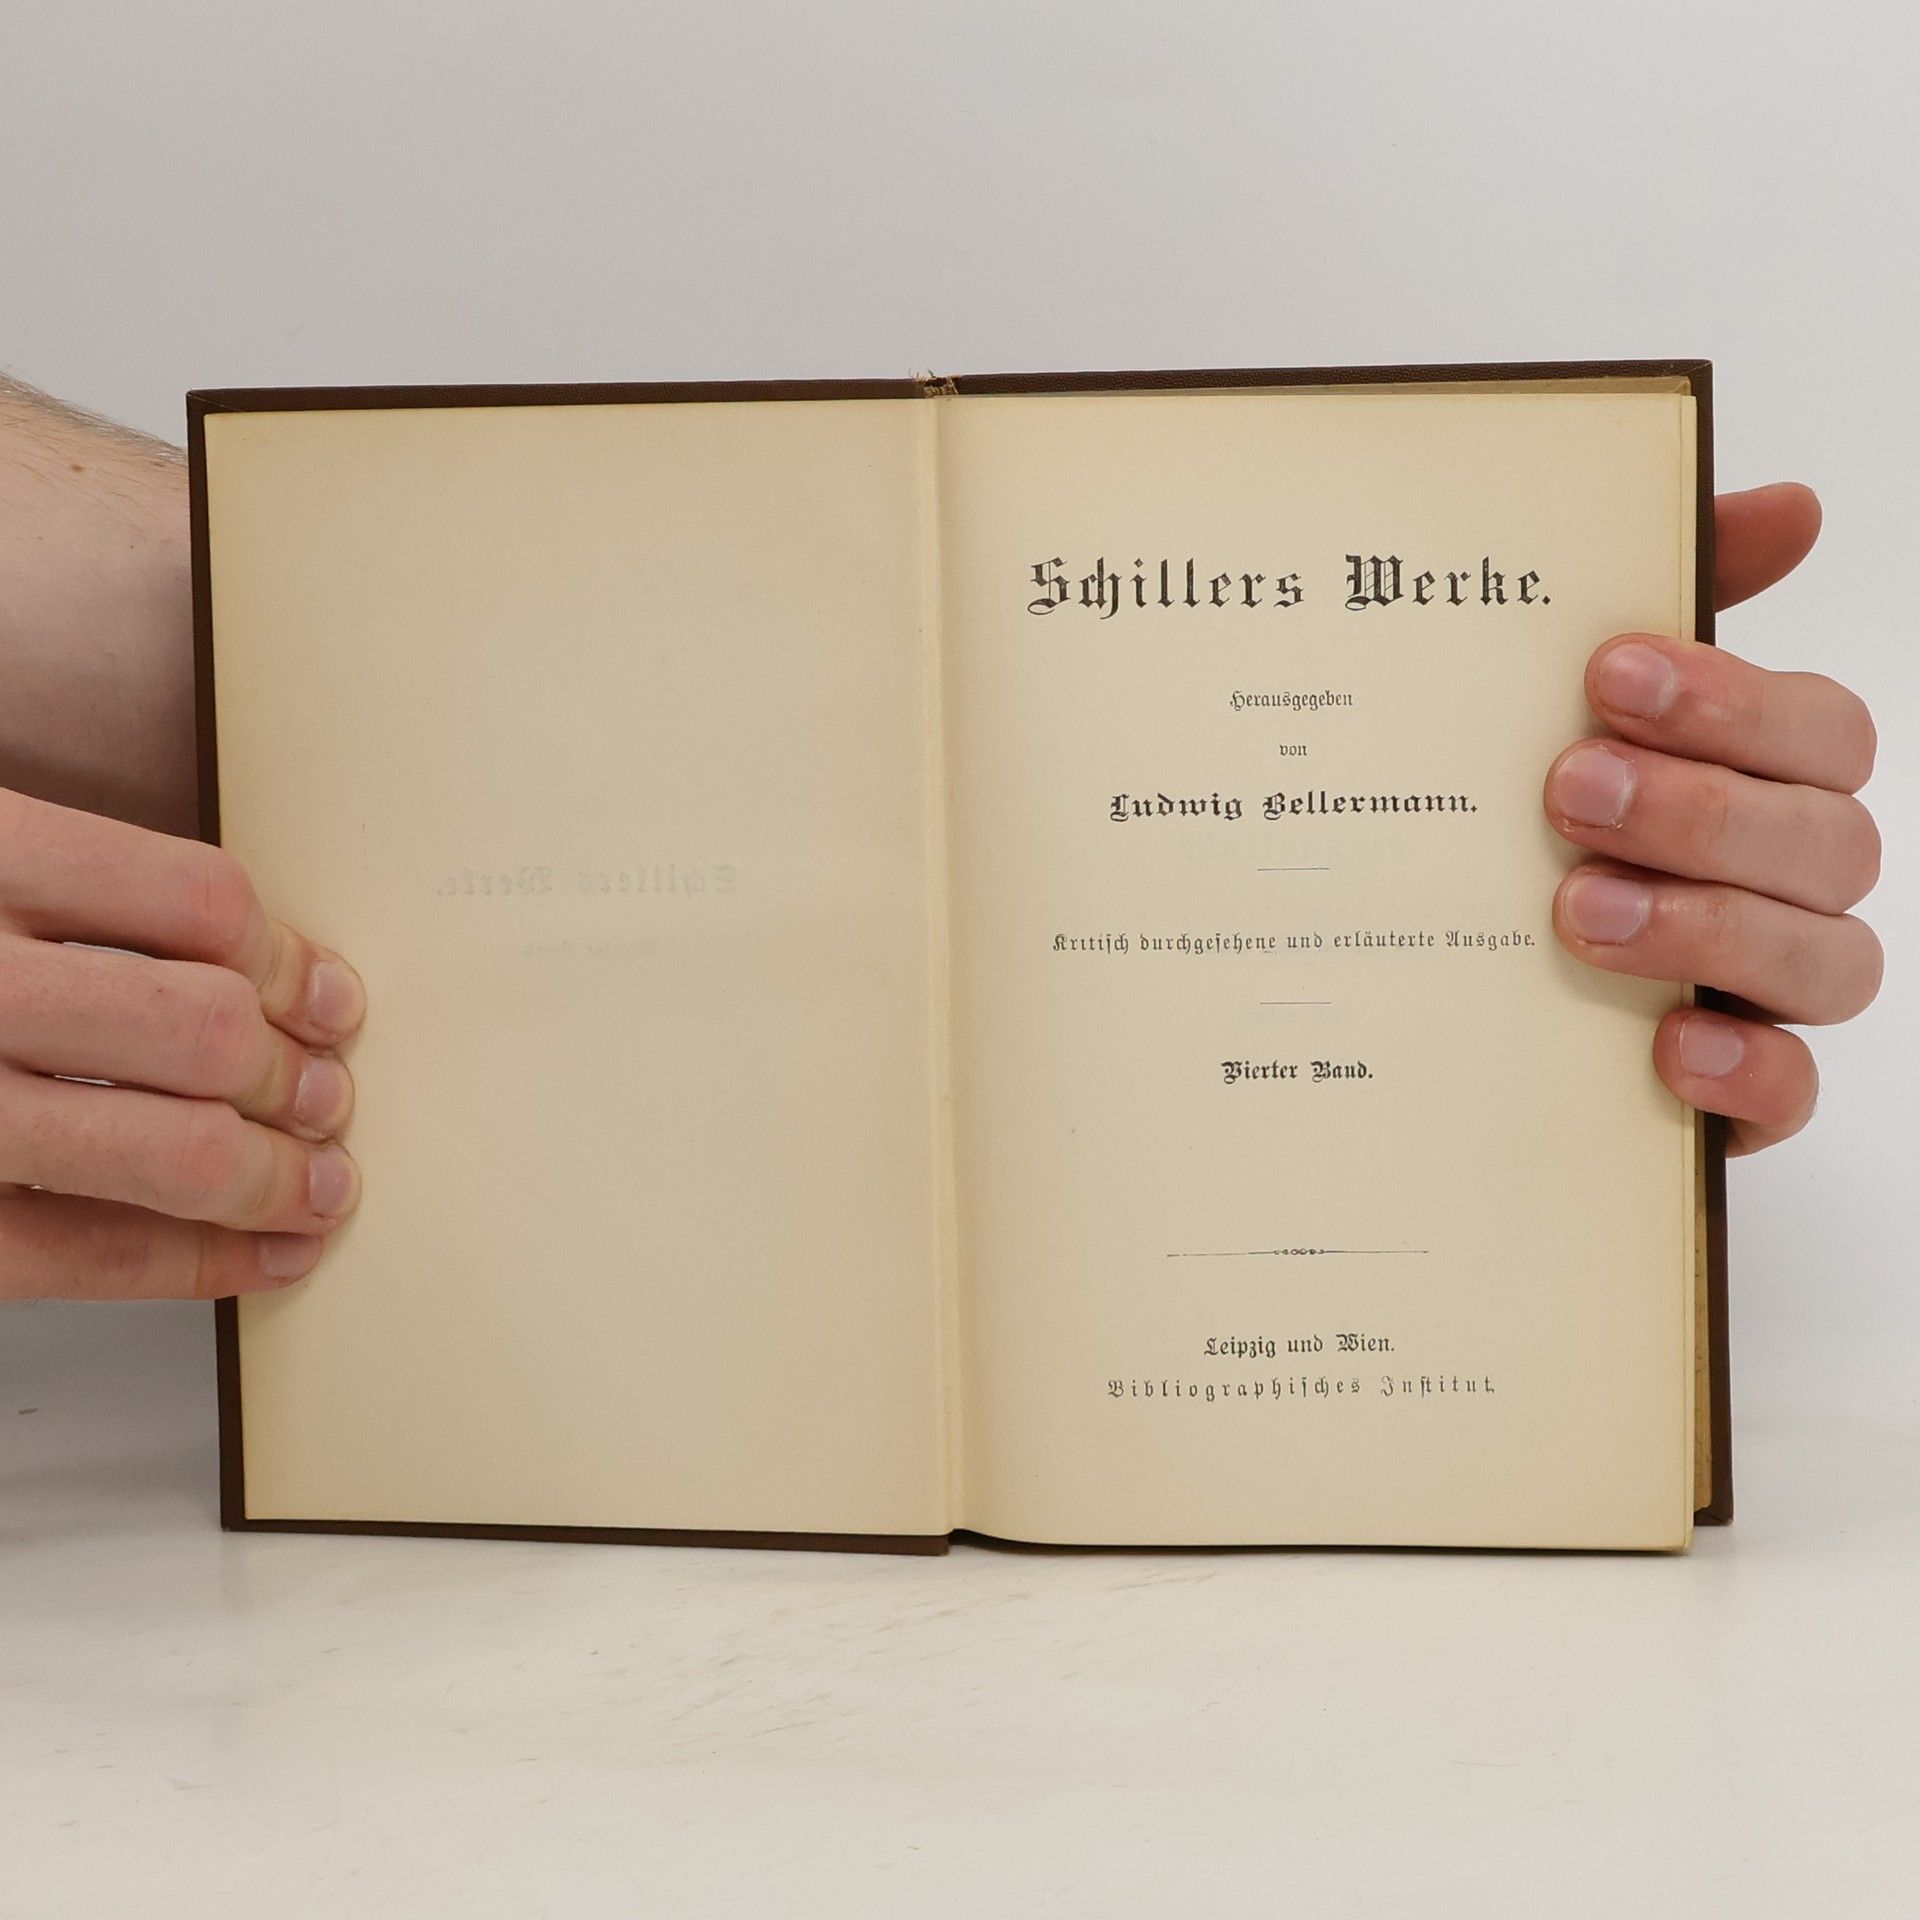 Schillers Werke.
Herausgegeben
von
Ludwig Bellermann.
Kritisch durchgesehene und erläuterte Ausgabe.
Vierter Band.
Leipzig und Wien.
Bibliographisches Institut.